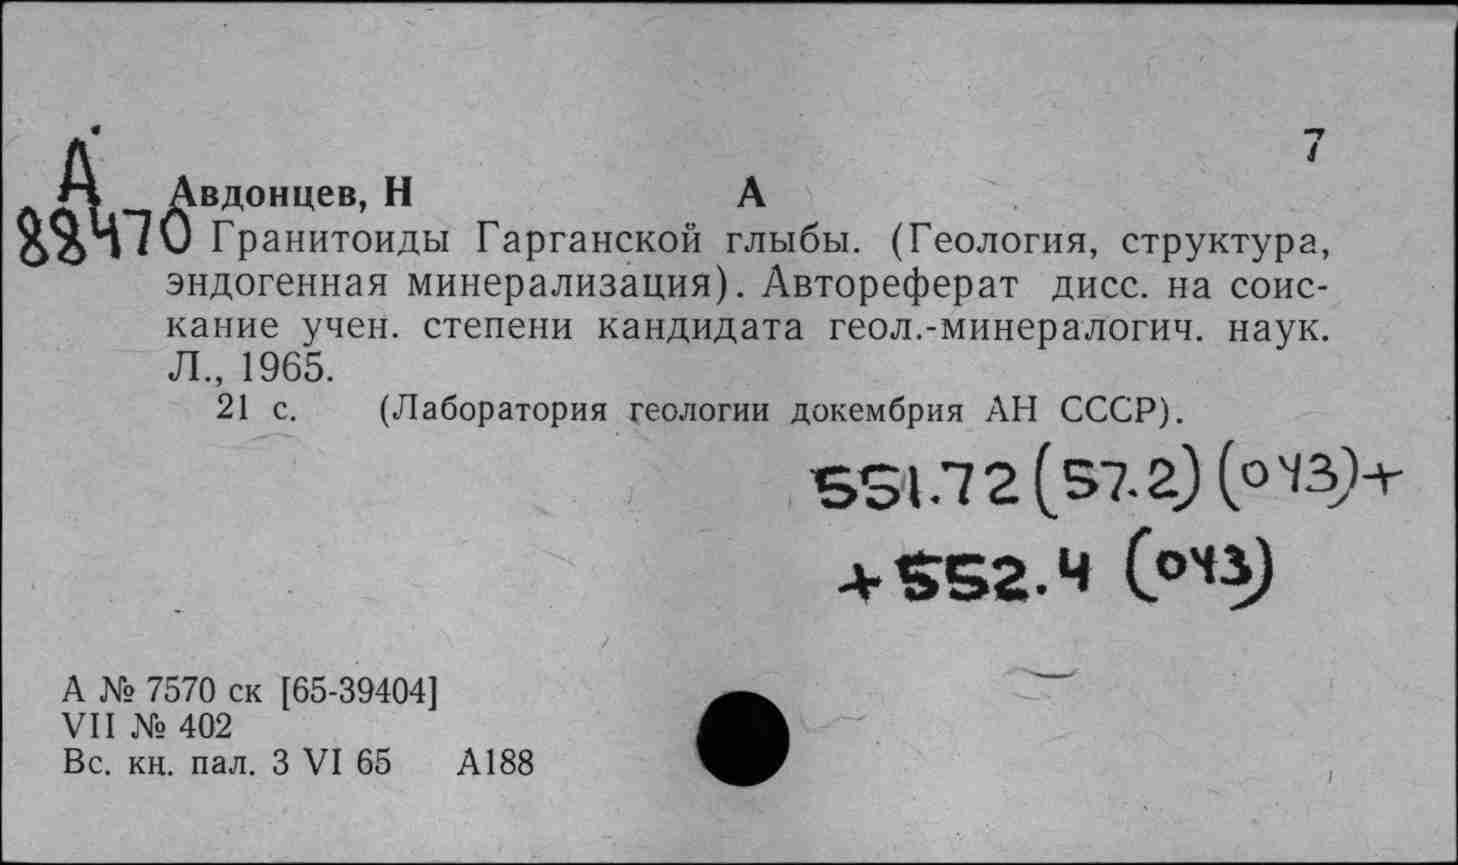 7
А
88470
Авдонцев, Н А
Гранитоиды Гарганской глыбы. (Геология, структура,
эндогенная минерализация). Автореферат дисс. на соис-
кание учен. степени кандидата геол.-минералогич. наук.
Л., 1965.
21 с. (Лаборатория геологии докембрия АН СССР).
551.72(57.2)(043)+
+552.4 (043)
А № 7570 ск [65-39404]
VII № 402
Вс. кн. пал. 3 VI 65 А188